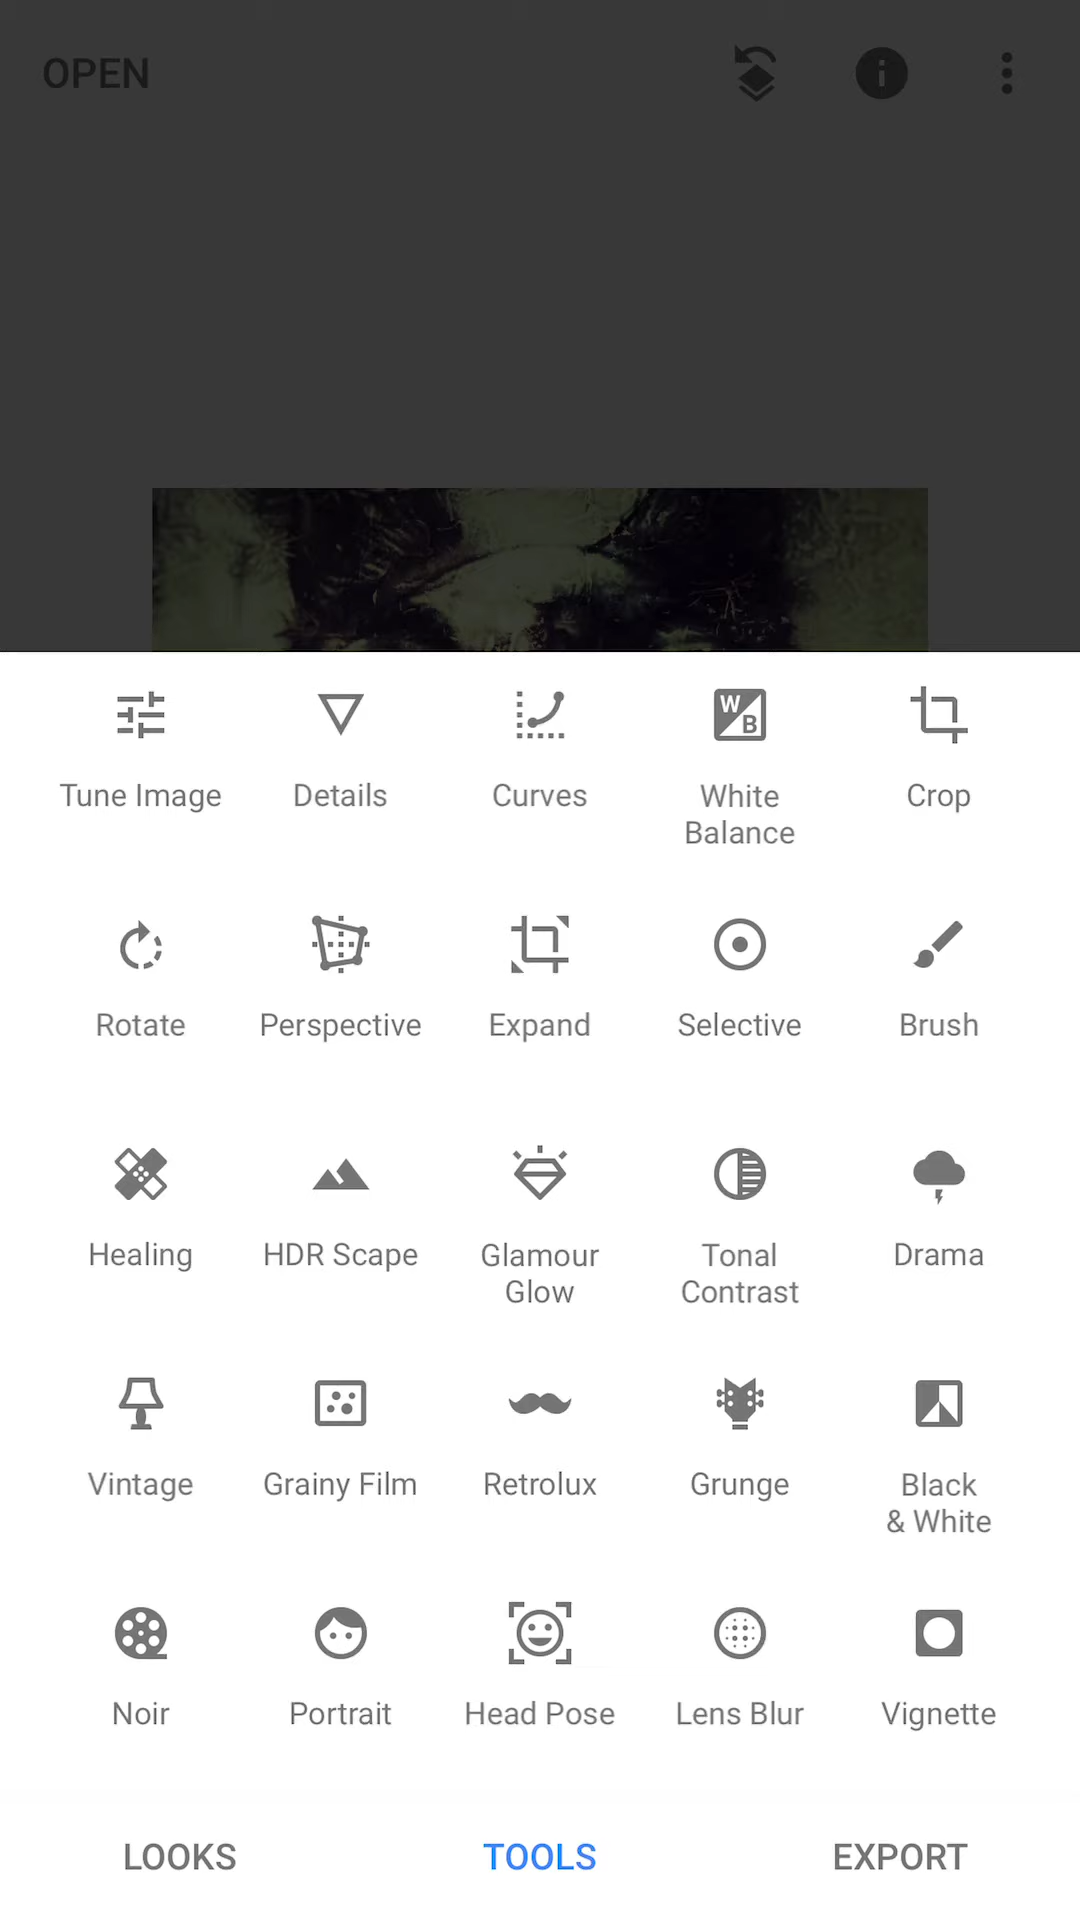 OPEN
Tune Image
Details
Curves
White
Balance
Crop
Rotate
Perspective
Expand
Selective
Brush
Healing
HDR Scape
Glamour
Glow
Tonal
Contrast
Drama
Vintage
Grainy Film
Retrolux
Grunge
Black
& White
Noir
Portrait
Head Pose
Lens Blur
Vignette
LOOKS
TOOLS
EXPORT